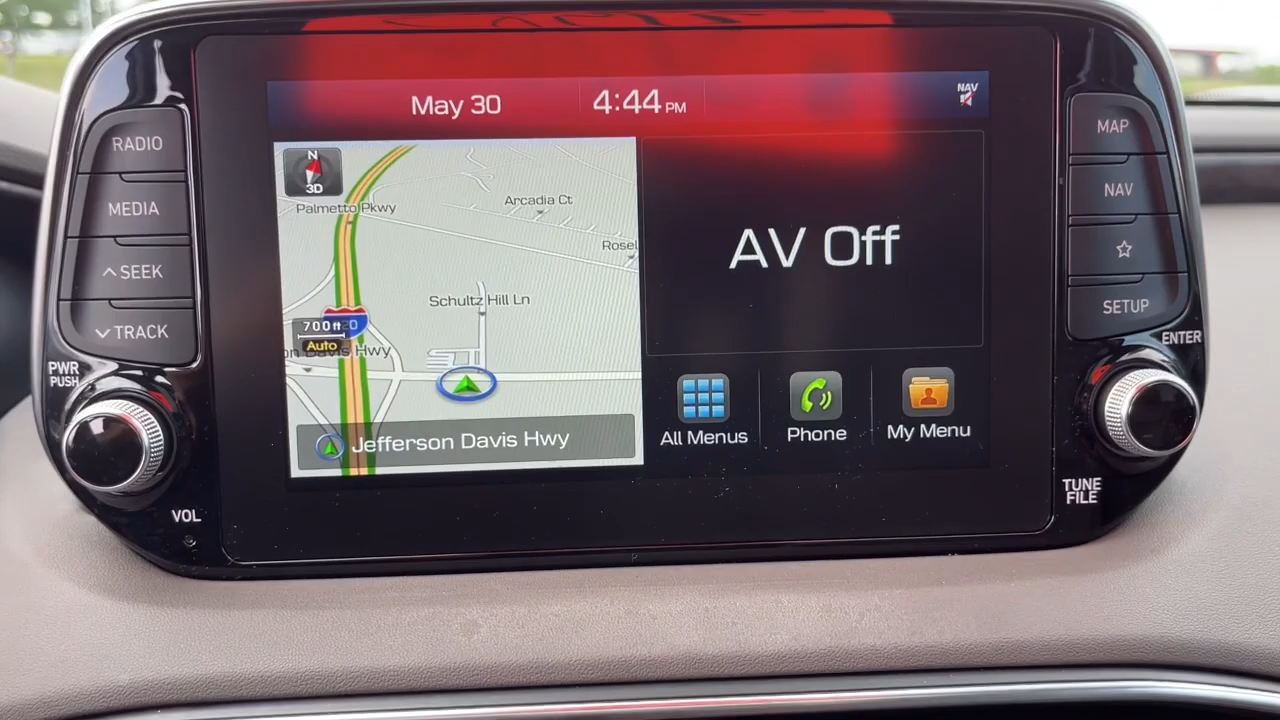 May 30
4:44 PM
NAV
RADIO
MEDIA
SEEK
TRACK
PWR
PUSH
VOL
N
3D
Palmetto Pkwy
Arcadia Ct
Rosel
Schultz Hill Ln
700ft
20
Auto
on Davis Hwy
Jefferson Davis Hwy
AV Off
All Menus
Phone
My Menu
MAP
NAV
SETUP
ENTER
TUNE
FILE